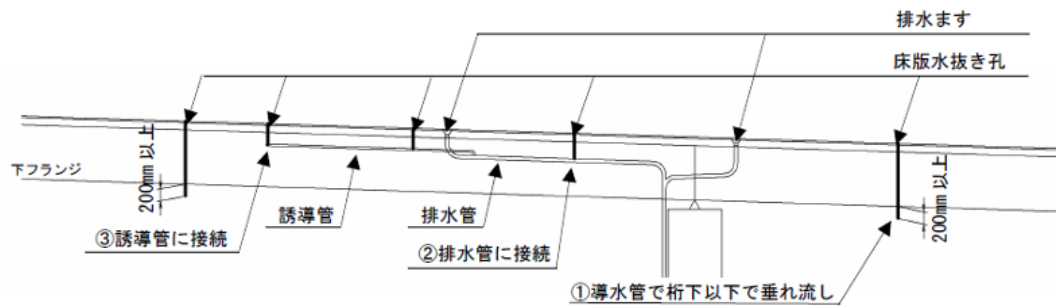 排水ます
床版水抜き孔
200mm 以上
下フランジ
誘導管
排水管
200mm 以上
③誘導管に接続
②排水管に接続
①導水管で桁下以下で垂れ流し